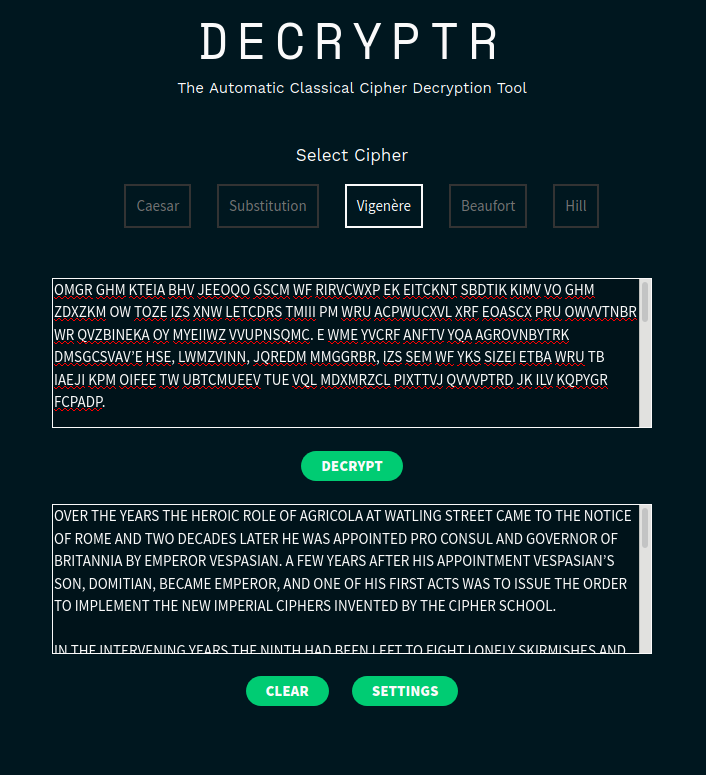 DECRYPTR
The Automatic Classical Cipher Decryption Tool
Select Cipher
Caesar Substitution Vigenère Beaufort Hill
OMGR GHM KTEIA BHV JEEOQO GSCM WF RIRVCWXP EK EITCKNT SBDTIK KIMV VO GHM
ZDXZKM OW TOZE IZS XNW LETCDRS TMIII PM WRU ACPWUCXVL XRF EOASCX PRU OWVVTNBR
WR QVZBINEKA OY MYEIIWZ VVUPNSQMC. E WME YVCRF ANFTV YQA AGROVNBYTRK
DMSGCSVAV’E HSE, LWMZVINN, JQREDM MMGGRBR, IZS SEM WF YKS SIZEI ETBA WRU TB
IAEJI KPM OIFEE TW UBTCMUEEV TUE VQL MDXMRZCL PIXTTVJ QVVVPTRD JK ILV KQPYGR
FCPADP.
DECRYPT
OVER THE YEARS THE HEROIC ROLE OF AGRICOLA AT WATLING STREET CAME TO THE NOTICE
OF ROME AND TWO DECADES LATER HE WAS APPOINTED PRO CONSUL AND GOVERNOR OF
BRITANNIA BY EMPEROR VESPASIAN. A FEW YEARS AFTER HIS APPOINTMENT VESPASIAN’S
SON, DOMITIAN, BECAME EMPEROR, AND ONE OF HIS FIRST ACTS WAS TO ISSUE THE ORDER
TO IMPLEMENT THE NEW IMPERIAL CIPHERS INVENTED BY THE CIPHER SCHOOL.
IN THE INTERVENING YEARS THE NINTH HAD BEEN LEFT TO FIGHT LONELY SKIRMISHES AND
CLEAR SETTINGS